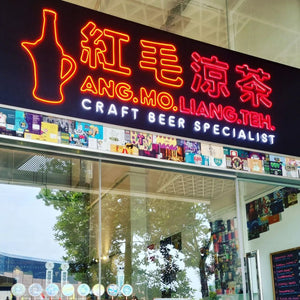 紅毛涼茶
ANG.MO.LIANG.TEH.
CRAFT BEER SPECIALIST